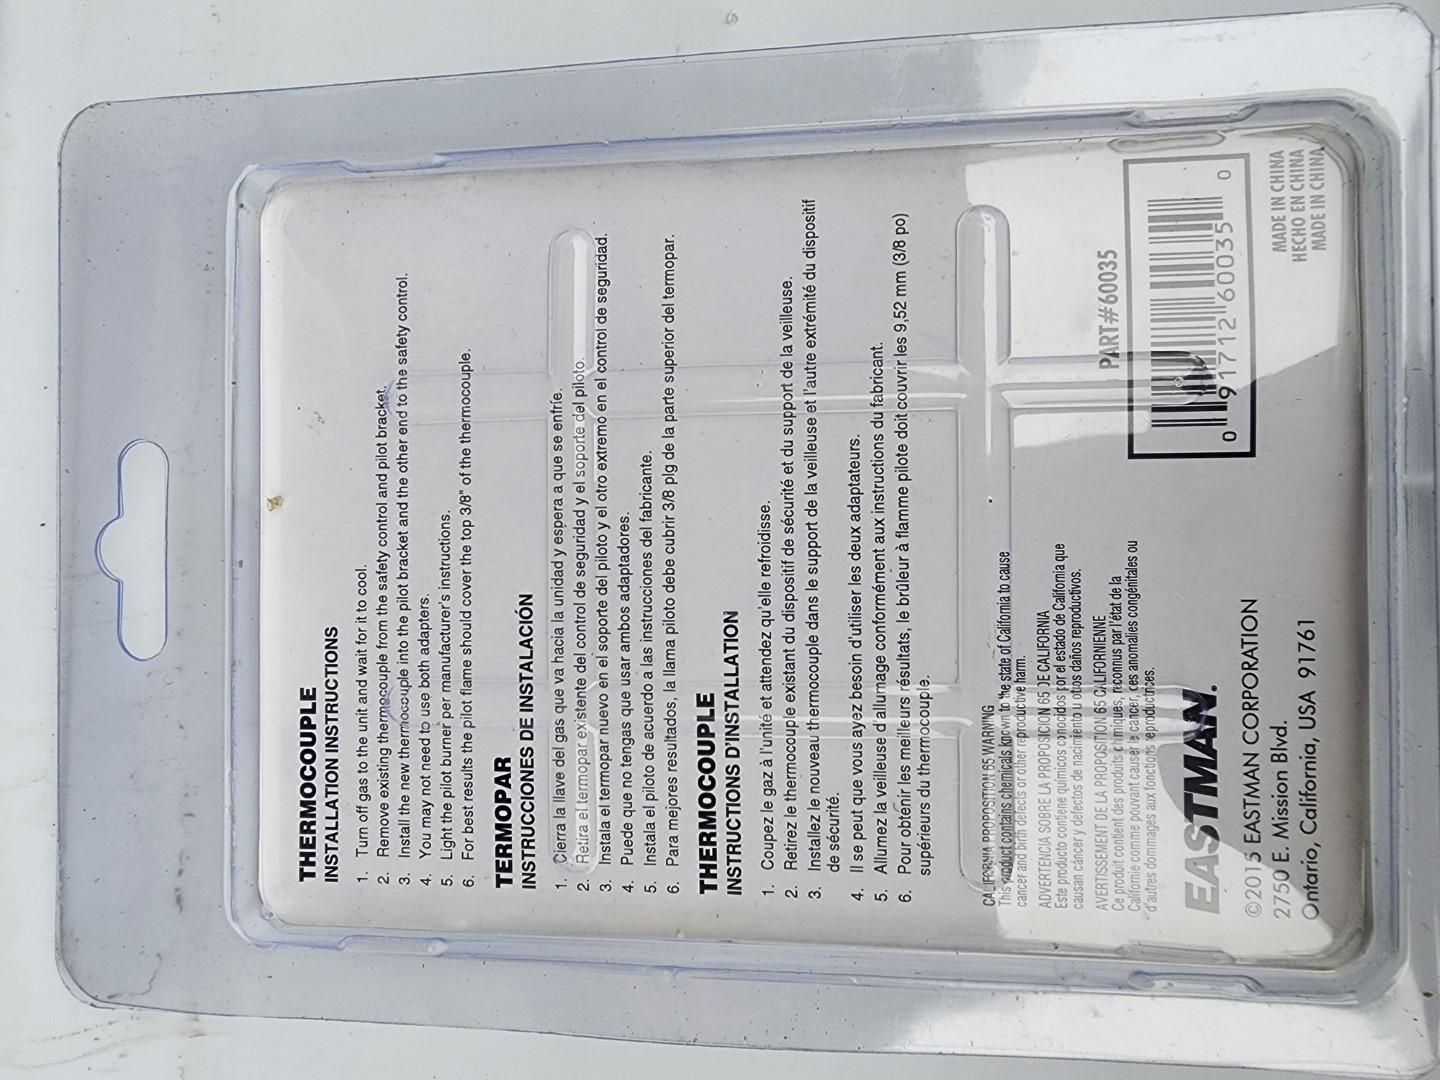 THERMOCOUPLE
INSTALLATION INSTRUCTIONS
1. Turn off gas to the unit and wait for it to cool.
2. Remove existing thermocouple from the safety control and pilot bracket.
3. Install the new thermocouple into the pilot bracket and the other end to the safety control.
4. You may not need to use both adapters.
5. Light the pilot burner per manufacturer's instructions.
6. For best results the pilot flame should cover the top 3/8" of the thermocouple.
TERMOPAR
INSTRUCCIONES DE INSTALACIÓN
1. Cierra la llave del gas que va hacia la unidad y espera a que se enfríe.
2. Retira el termopar existente del control de seguridad y el soporte del piloto.
3. Instala el termopar nuevo en el soporte del piloto y el otro extremo en el control de seguridad.
4. Puede que no tengas que usar ambos adaptadores.
5. Instala el piloto de acuerdo a las instrucciones del fabricante.
6. Para mejores resultados, la llama piloto debe cubrir 3/8 plg de la parte superior del termopar.
THERMOCOUPLE
INSTRUCTIONS D'INSTALLATION
1. Coupez le gaz à l'unité et attendez qu'elle refroidisse.
2. Retirez le thermocouple existant du dispositif de sécurité et du support de la veilleuse.
3. Installez le nouveau thermocouple dans le support de la veilleuse et l'autre extrémité du dispositif
de sécurité.
4. Il se peut que vous ayez besoin d'utiliser les deux adaptateurs.
5. Allumez la veilleuse d'allumage conformément aux instructions du fabricant.
6. Pour obtenir les meilleurs résultats, le brûleur à flamme pilote doit couvrir les 9,52 mm (3/8 po)
supérieurs du thermocouple.
CALIFORNIA PROPOSITION 65 WARNING
This product contains chemicals known to the state of California to cause
cancer and birth defects or other reproductive harm.
ADVERTENCIA SOBRE LA PROPOSICION 65 DE CALIFORNIA
Este producto contiene químicos conocidos por el estado de California que
causan cáncer y defectos de nacimiento u otros daños reproductivos.
AVERTISSEMENT DE LA PROPOSITION 65 CALIFORNIENNE
Ce produit contient des produits chimiques, reconnus par l'état de la
Californie comme pouvant causer le cancer, ces anomalies congénitales ou
d'autres dommages aux fonctions reproductrices.
EASTMAN.
©2015 EASTMAN CORPORATION
2750 E. Mission Blvd.
Ontario, California, USA 91761
PART#60035
0 91712 60035 0
MADE IN CHINA
HECHO EN CHINA
MADE IN CHINA